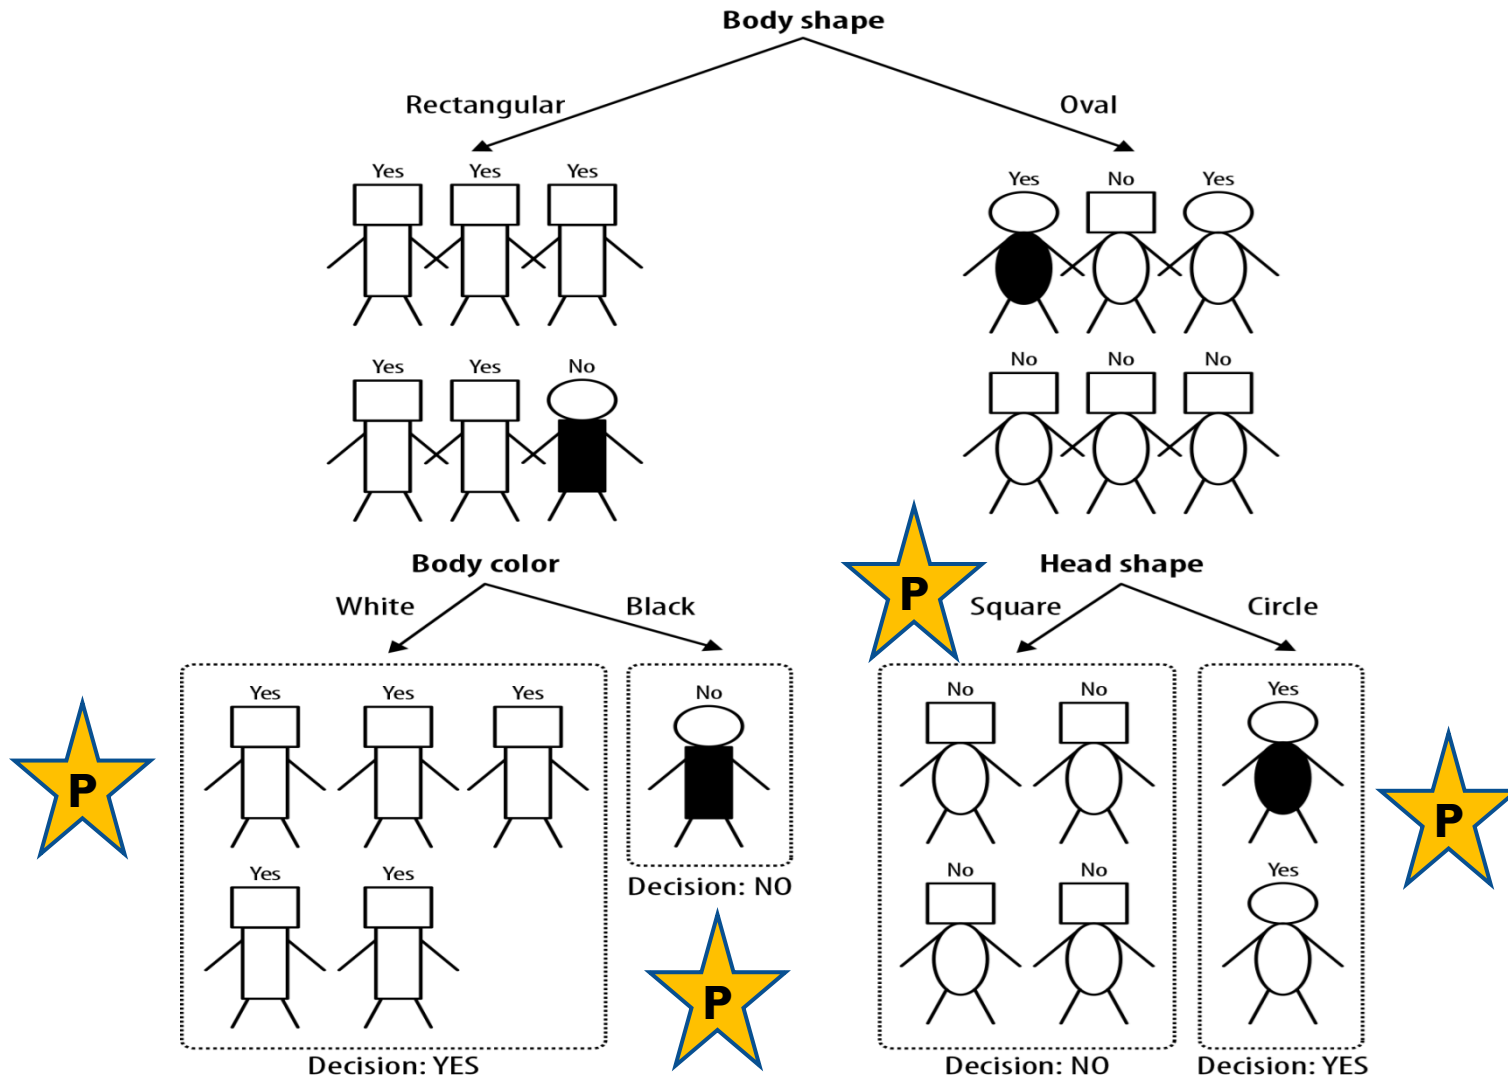 Body shape
Rectangular Oval
Yes Yes Yes
Yes No Yes
Yes Yes No
No No No
Body color
White Black
P
Head shape
Square Circle
Yes Yes Yes
No
No No
Yes
P
P
Yes Yes
Decision: NO
No No
Yes
P
Decision: YES
Decision: NO
Decision: YES